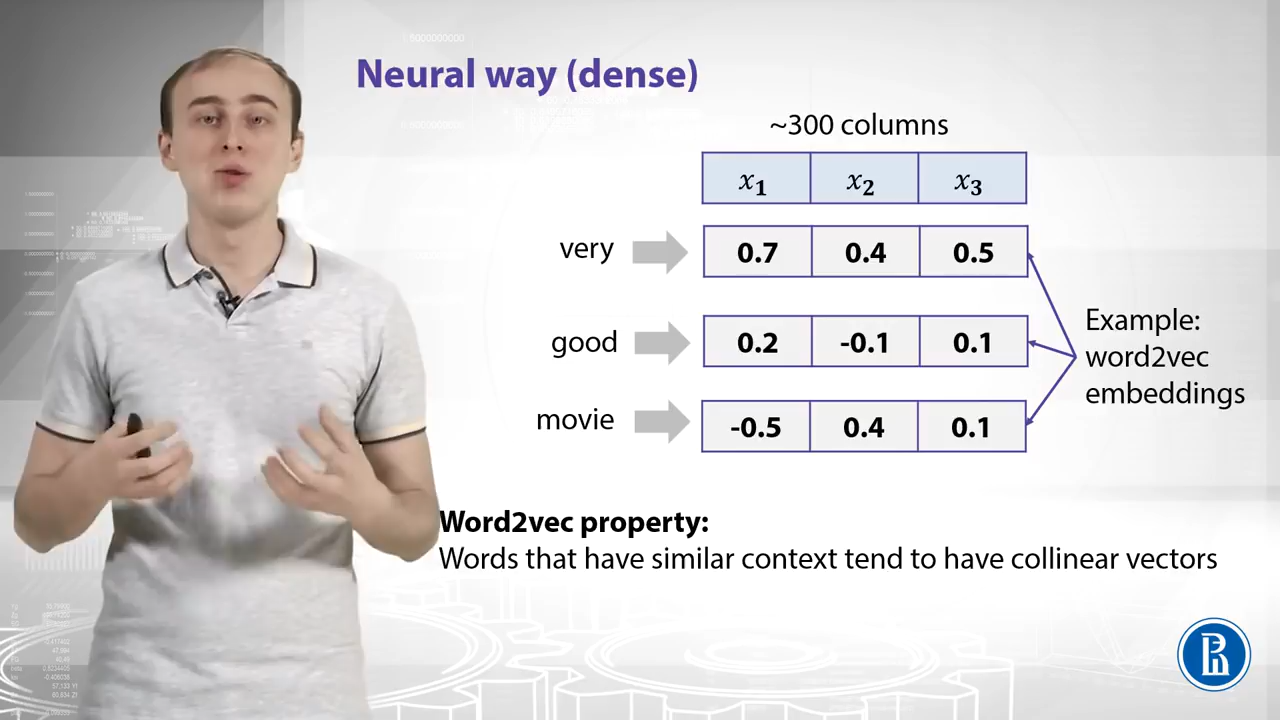 Neural way (dense)
~300 columns
x₁ x₂ x₃
very 0.7 0.4 0.5
good 0.2 -0.1 0.1
movie -0.5 0.4 0.1
Example:
word2vec
embeddings
Word2vec property:
Words that have similar context tend to have collinear vectors